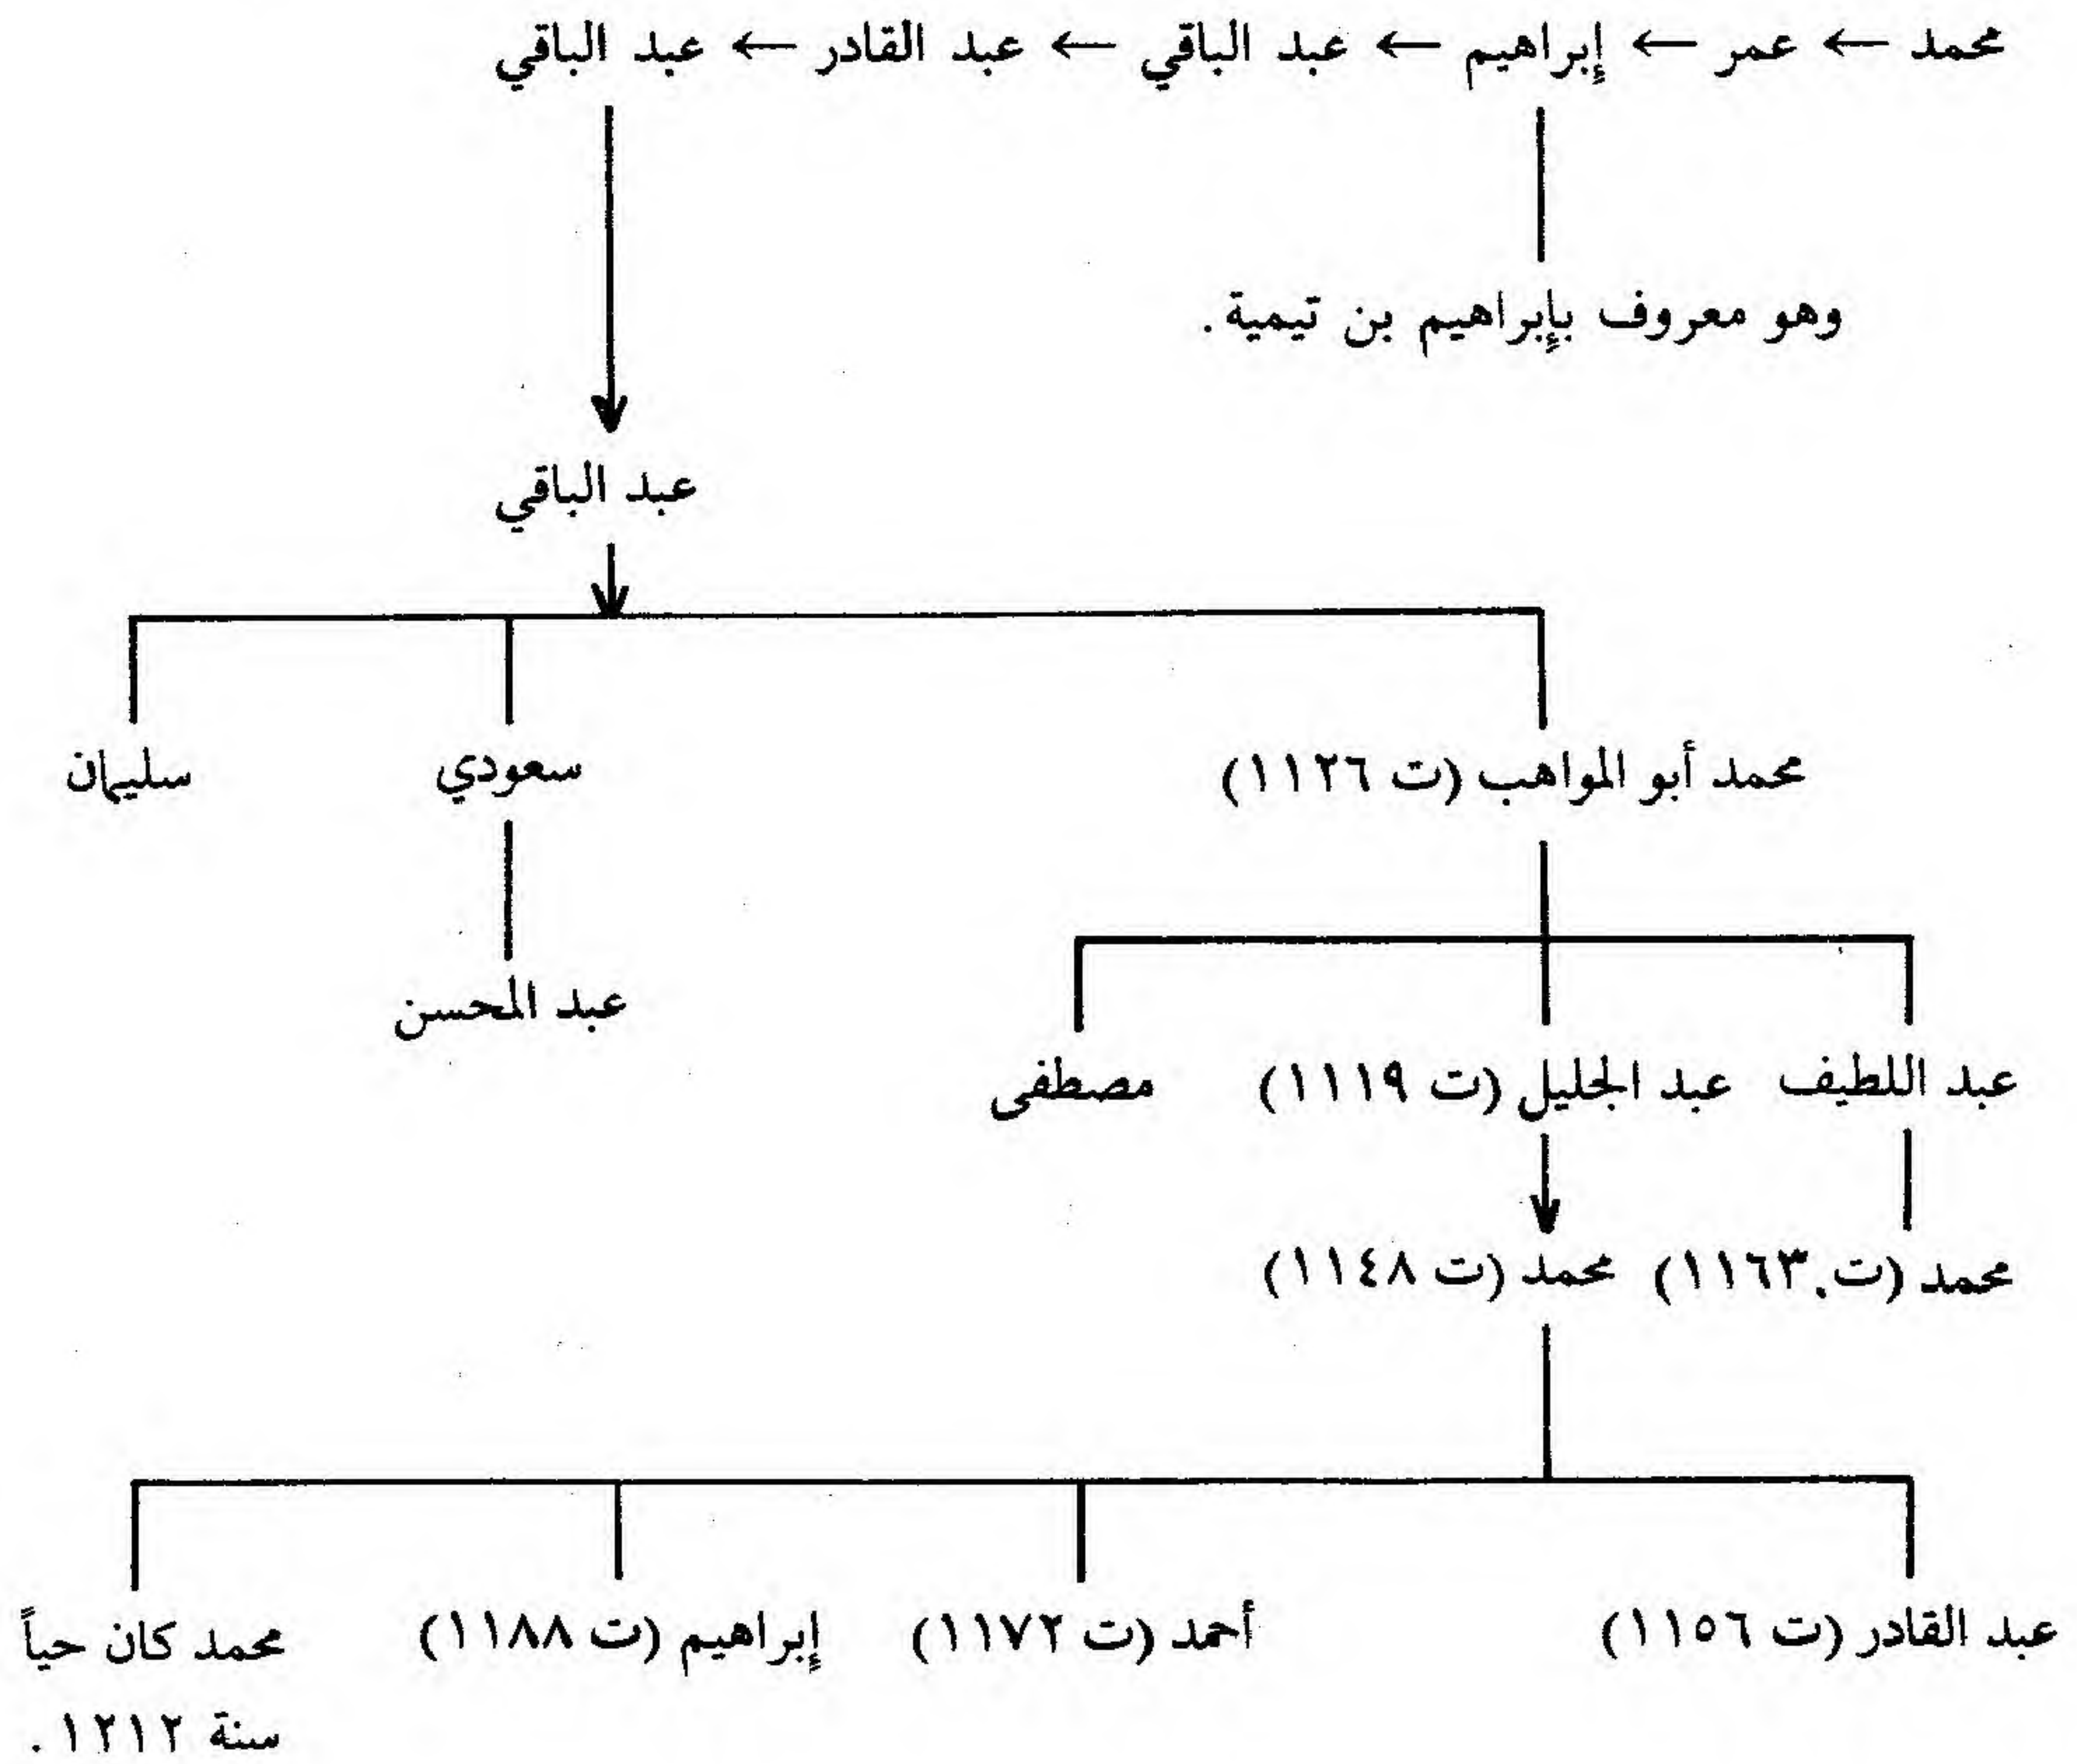 محمد ← عمر ← إبراهيم ← عبد الباقي ← عبد القادر ← عبد الباقي
وهو معروف بإبراهيم بن تيمية .
عبد الباقي
محمد أبو المواهب (ت ١١٢٦) سعودي سليمان
عبد المحسن
عبد اللطيف عبد الجليل (ت ١١١٩) مصطفى
محمد (ت.١١٦٣) محمد (ت ١١٤٨)
عبد القادر (ت ١١٥٦) أحمد (ت ١١٧٢) إبراهيم (ت ١١٨٨) محمد كان حياً
سنة ١٢١٢ .